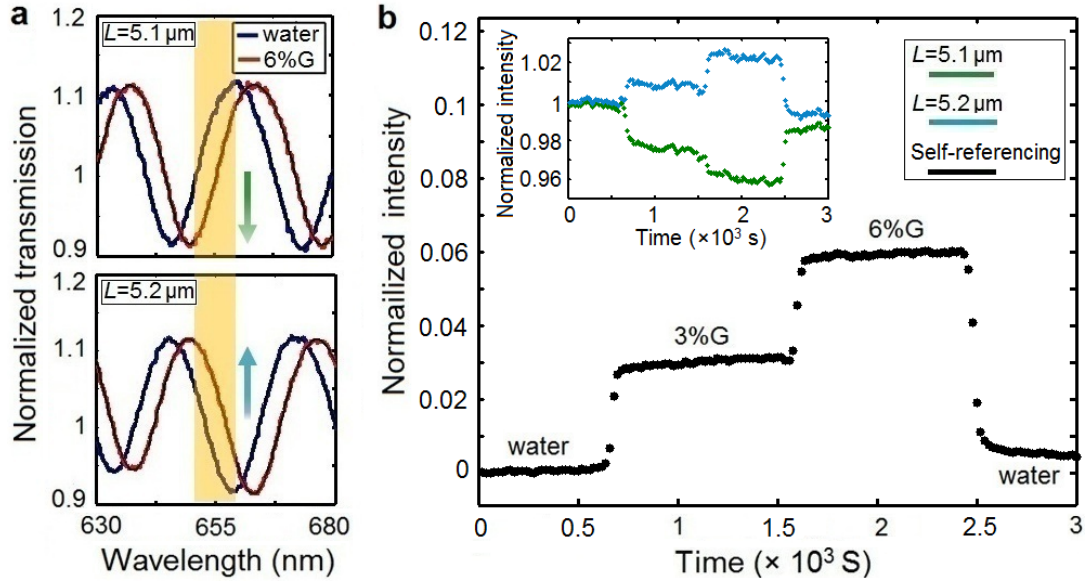 a
1.2
L=5.1 µm
water
6%G
1.1
1
0.9
L=5.2 µm
1.2
1.1
1
0.9
630
655
680
Wavelength (nm)
Normalized transmission
b
0.12
0.1
0.08
0.06
0.04
0.02
0
Normailized intensity
1.02
1
0.98
0.96
Normalized intensity
0
1
2
3
Time (×10³ s)
L=5.1 µm
L=5.2 µm
Self-referencing
water
3%G
6%G
water
0
0.5
1
1.5
2
2.5
3
Time (× 10³ S)